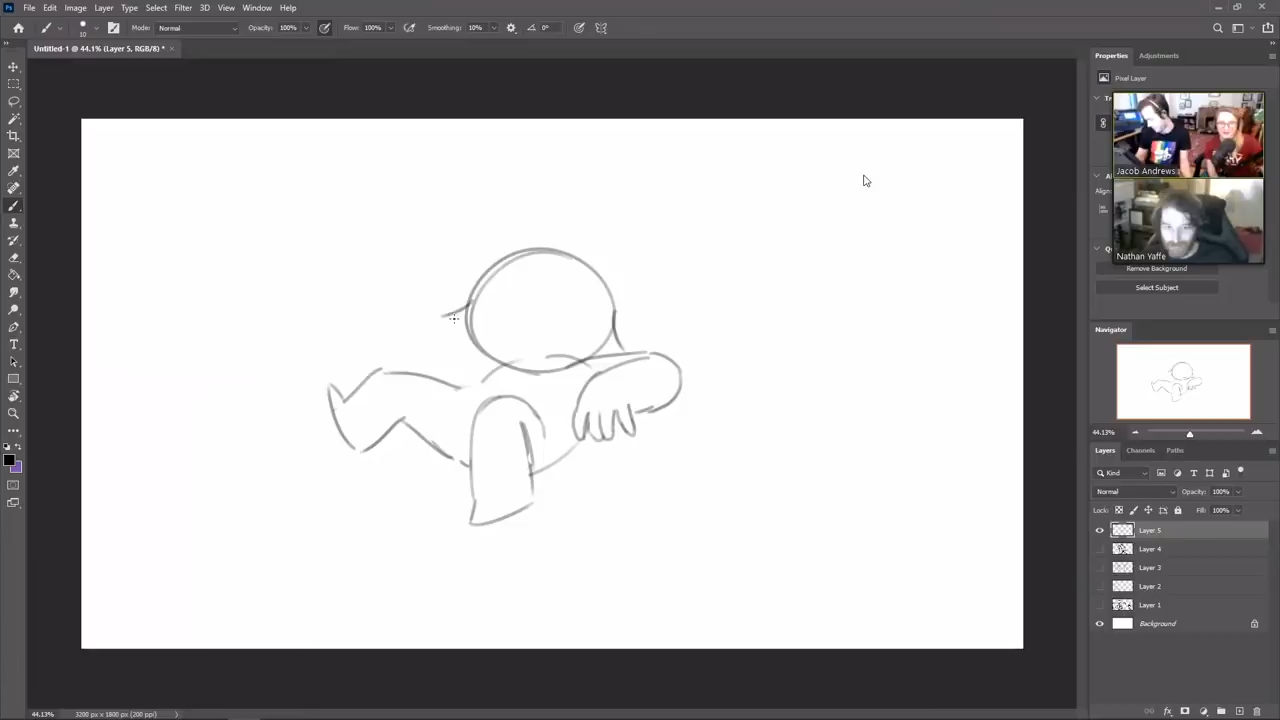 Ps File Edit Image Layer Type Select Filter 3D View Window Help
10 Mode: Normal Opacity: 100% Flow: 100% Smoothing: 10% 0°
Untitled-1 @ 44.1% (Layer 5, RGB/8) * ×
Properties Adjustments
Pixel Layer
Jacob Andrews
Nathan Yaffe
Remove Background
Select Subject
Navigator
44.13%
Layers Channels Paths
Kind
Normal Opacity: 100%
Lock: Fill: 100%
Layer 5
Layer 4
Layer 3
Layer 2
Layer 1
Background
44.13% 3200 px x 1800 px (200 ppi)
fx